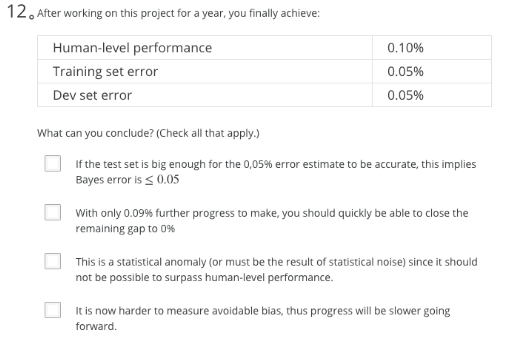 12。After working on this project for a year, you finally achieve:
Human-level performance 0.10%
Training set error 0.05%
Dev set error 0.05%
What can you conclude? (Check all that apply.)
If the test set is big enough for the 0,05% error estimate to be accurate, this implies
Bayes error is ≤ 0.05
With only 0.09% further progress to make, you should quickly be able to close the
remaining gap to 0%
This is a statistical anomaly (or must be the result of statistical noise) since it should
not be possible to surpass human-level performance.
It is now harder to measure avoidable bias, thus progress will be slower going
forward.